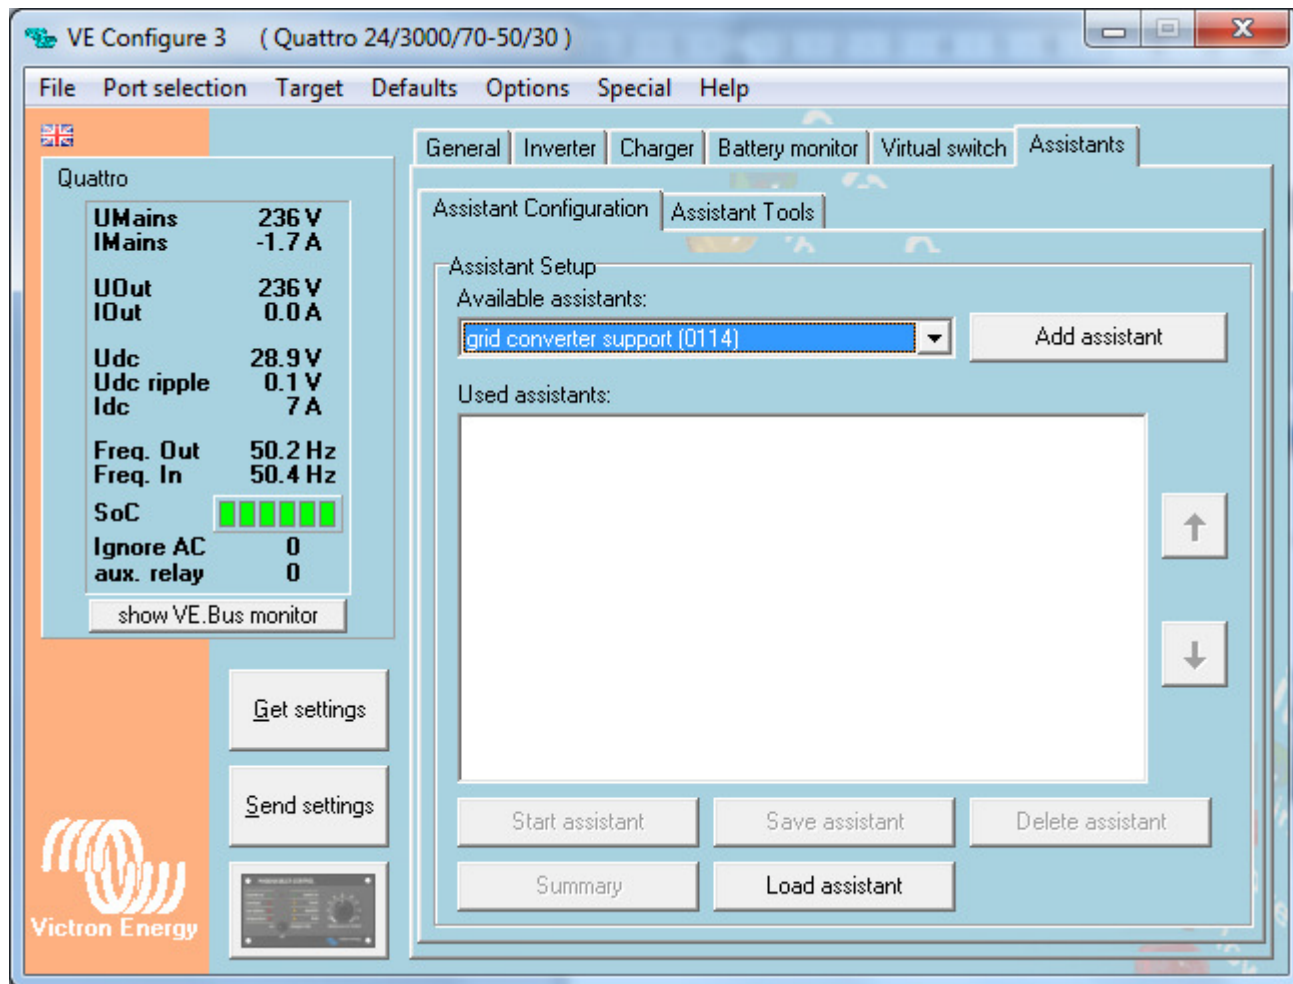 VE Configure 3 ( Quattro 24/3000/70-50/30 )
File Port selection Target Defaults Options Special Help
General Inverter Charger Battery monitor Virtual switch Assistants
Quattro
UMains 236 V
IMains -1.7 A
UOut 236 V
IOut 0.0 A
Udc 28.9 V
Udc ripple 0.1 V
Idc 7 A
Freq. Out 50.2 Hz
Freq. In 50.4 Hz
SoC
Ignore AC 0
aux. relay 0
show VE.Bus monitor
Get settings
Send settings
Victron Energy
Assistant Configuration Assistant Tools
Assistant Setup
Available assistants:
grid converter support (0114)
Add assistant
Used assistants:
Start assistant Save assistant Delete assistant
Summary Load assistant